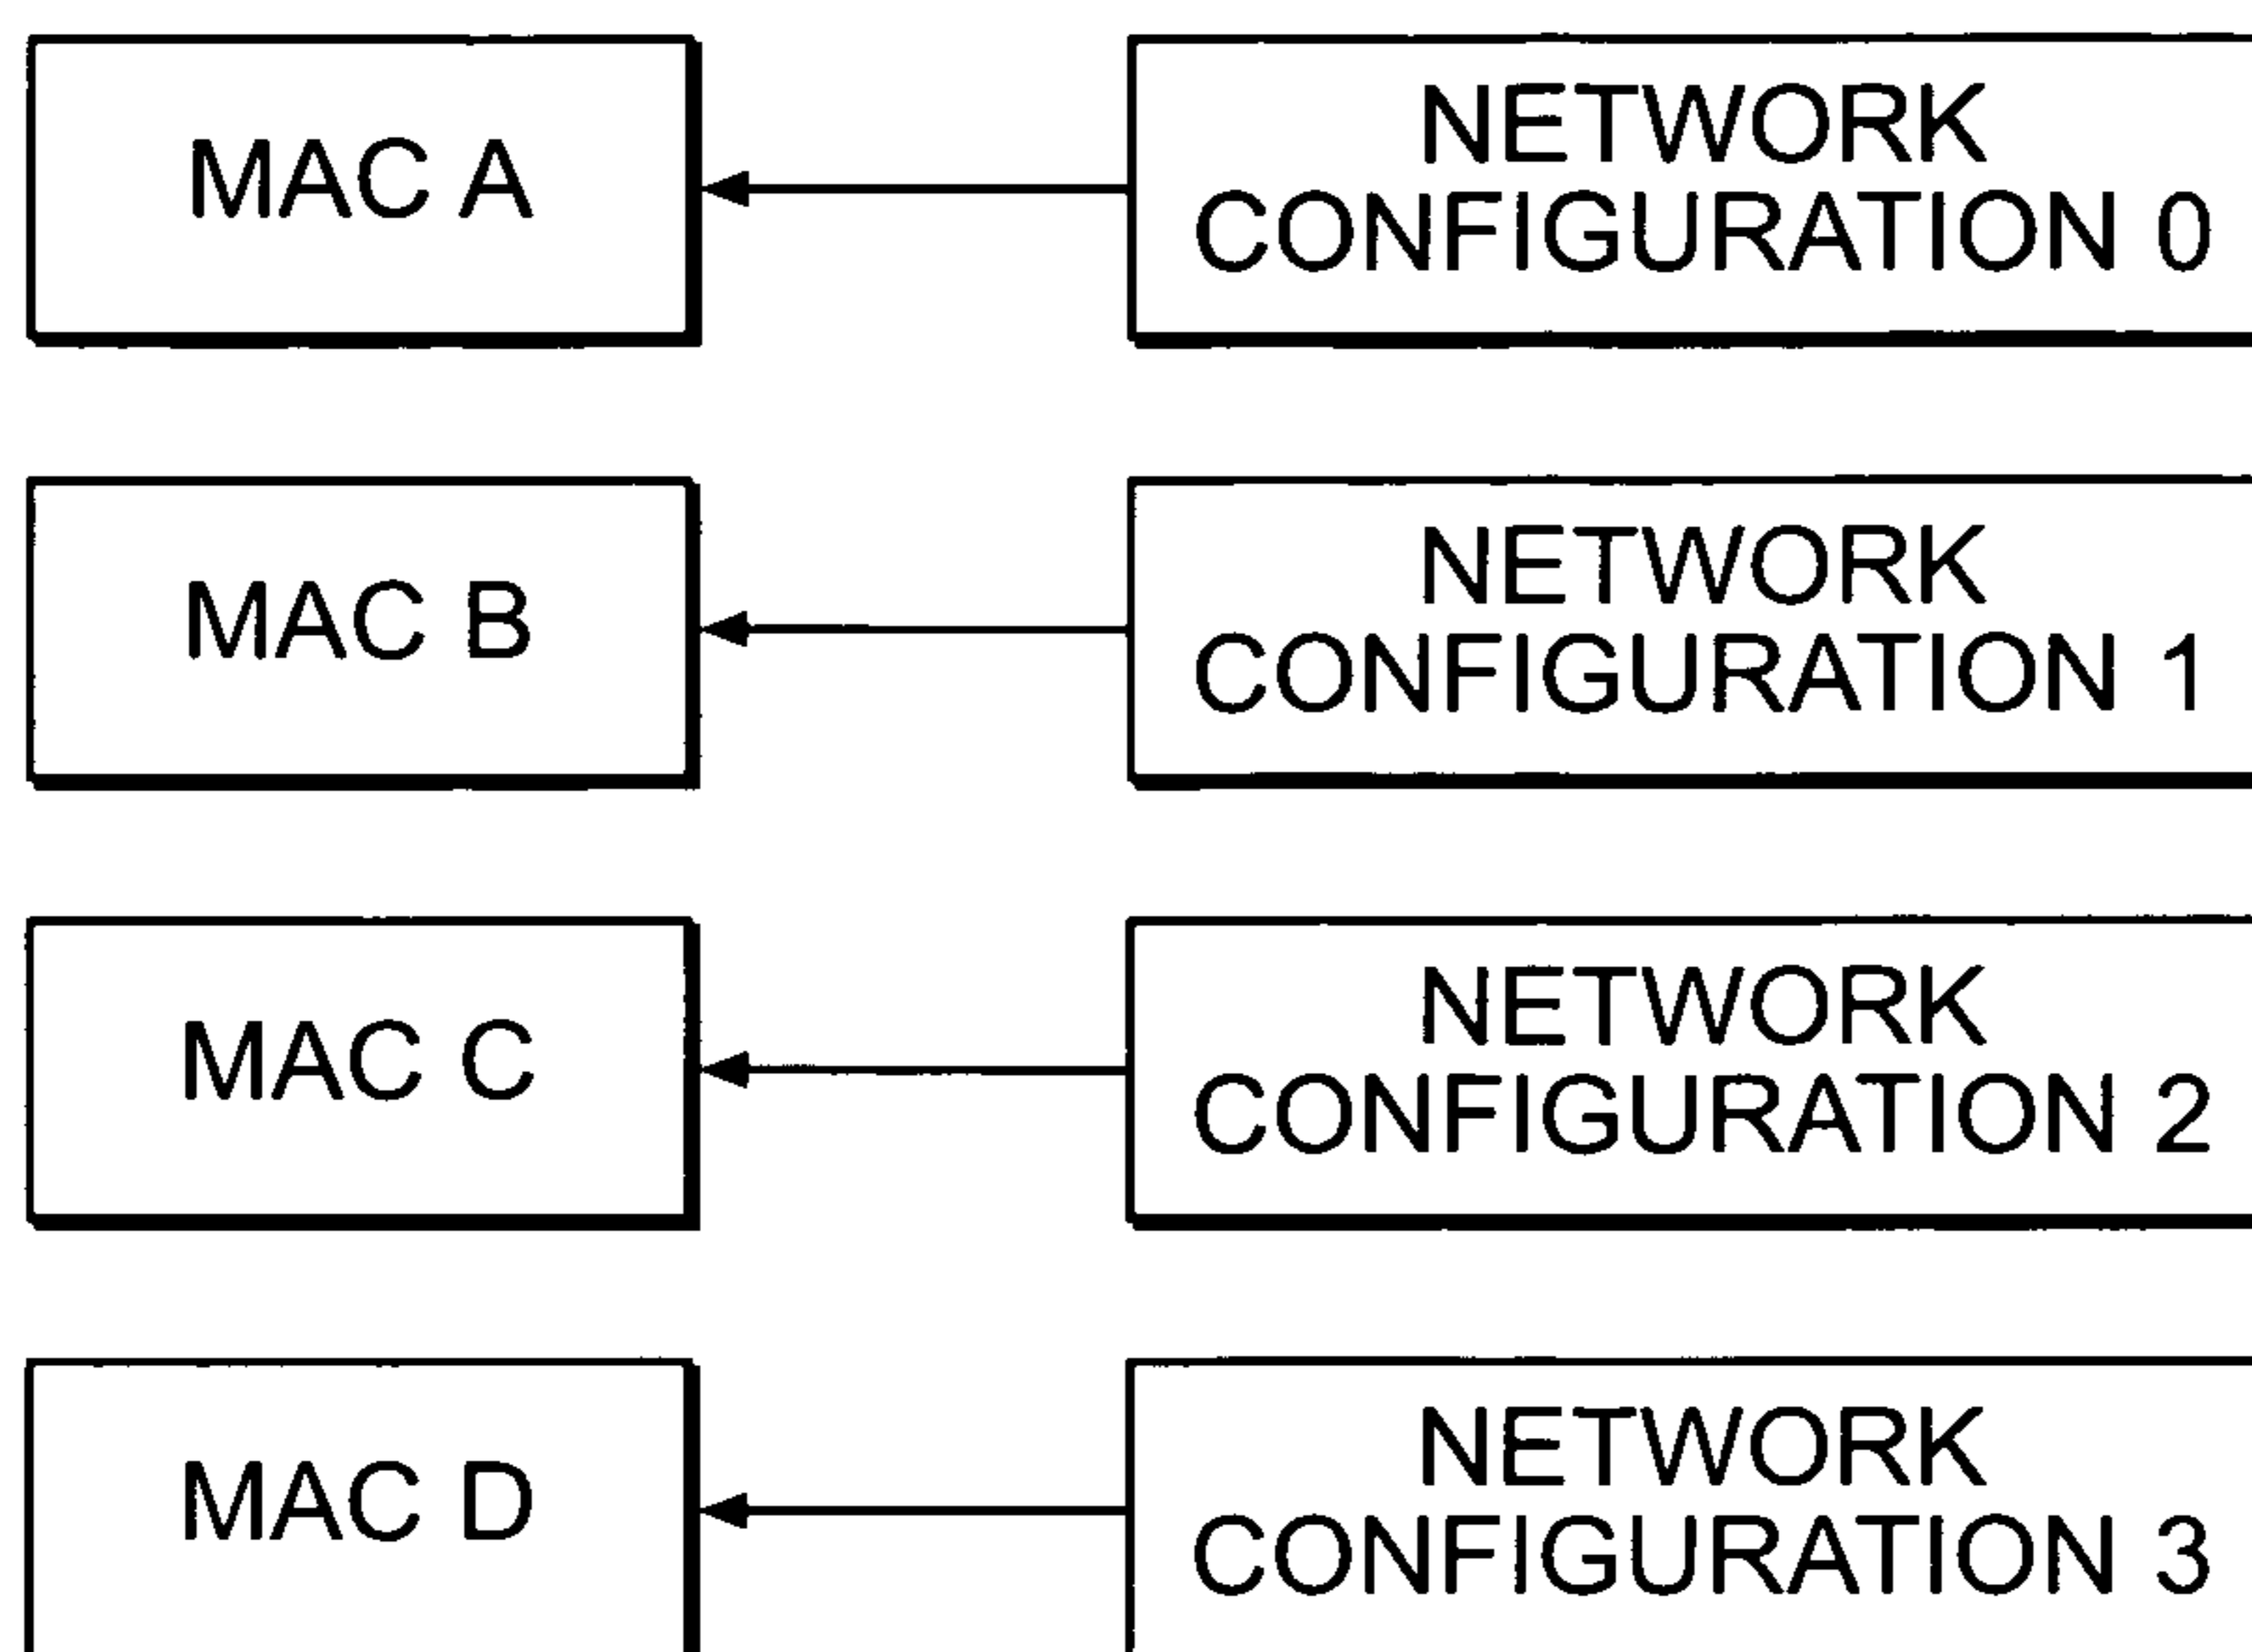 MAC A
NETWORK
CONFIGURATION 0
MAC B
NETWORK
CONFIGURATION 1
MAC C
NETWORK
CONFIGURATION 2
MAC D
NETWORK
CONFIGURATION 3